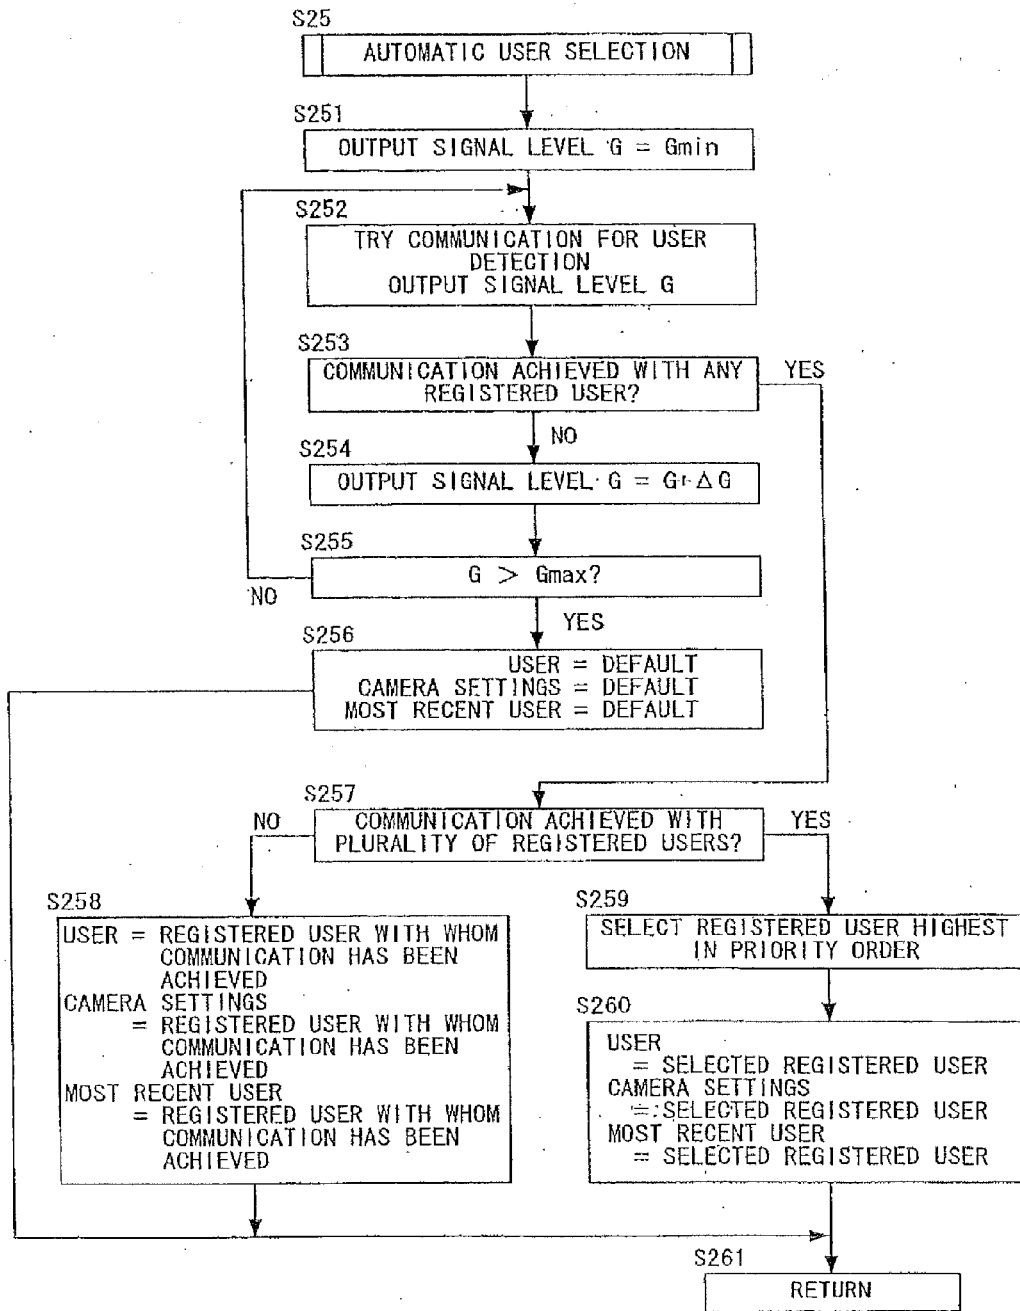 S25
AUTOMATIC USER SELECTION
S251
OUTPUT SIGNAL LEVEL G = Gmin
S252
TRY COMMUNICATION FOR USER
DETECTION
OUTPUT SIGNAL LEVEL G
S253
COMMUNICATION ACHIEVED WITH ANY
REGISTERED USER?
YES
NO
S254
OUTPUT SIGNAL LEVEL G = G+ΔG
S255
G > Gmax?
NO
YES
S256
USER = DEFAULT
CAMERA SETTINGS = DEFAULT
MOST RECENT USER = DEFAULT
S257
COMMUNICATION ACHIEVED WITH
PLURALITY OF REGISTERED USERS?
NO
YES
S258
USER = REGISTERED USER WITH WHOM
COMMUNICATION HAS BEEN
ACHIEVED
CAMERA SETTINGS
= REGISTERED USER WITH WHOM
COMMUNICATION HAS BEEN
ACHIEVED
MOST RECENT USER
= REGISTERED USER WITH WHOM
COMMUNICATION HAS BEEN
ACHIEVED
S259
SELECT REGISTERED USER HIGHEST
IN PRIORITY ORDER
S260
USER
= SELECTED REGISTERED USER
CAMERA SETTINGS
= SELECTED REGISTERED USER
MOST RECENT USER
= SELECTED REGISTERED USER
S261
RETURN